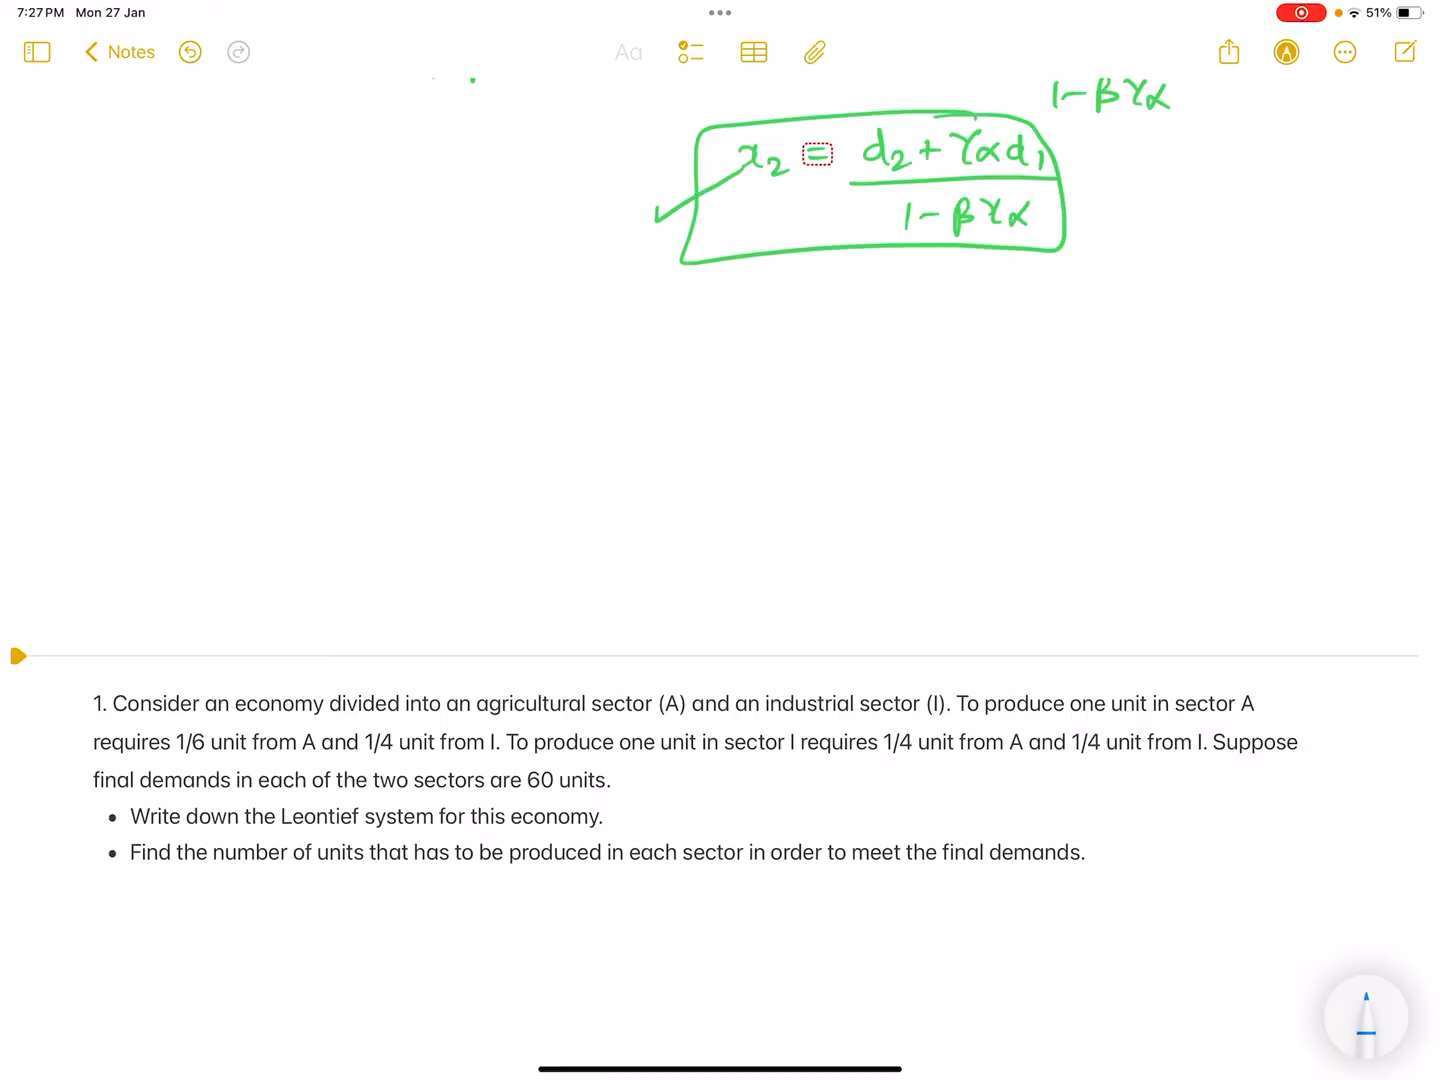 7:27 PM Mon 27 Jan
51%
Notes
Aa
1 - βγα
x₂ = d₂ + γαd₁
1 - βγα
1. Consider an economy divided into an agricultural sector (A) and an industrial sector (I). To produce one unit in sector A
requires 1/6 unit from A and 1/4 unit from I. To produce one unit in sector I requires 1/4 unit from A and 1/4 unit from I. Suppose
final demands in each of the two sectors are 60 units.
• Write down the Leontief system for this economy.
• Find the number of units that has to be produced in each sector in order to meet the final demands.